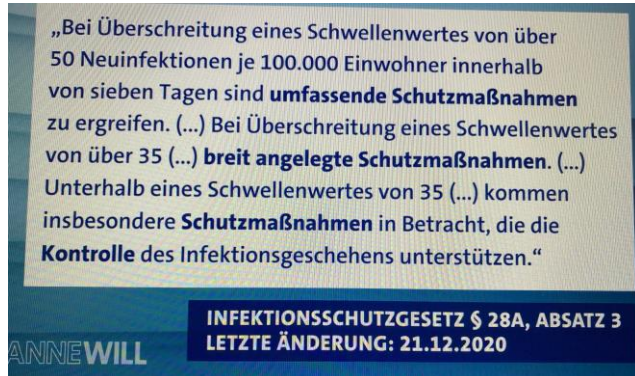 „Bei Überschreitung eines Schwellenwertes von über
50 Neuinfektionen je 100.000 Einwohner innerhalb
von sieben Tagen sind umfassende Schutzmaßnahmen
zu ergreifen. (...) Bei Überschreitung eines Schwellenwertes
von über 35 (...) breit angelegte Schutzmaßnahmen. (...)
Unterhalb eines Schwellenwertes von 35 (...) kommen
insbesondere Schutzmaßnahmen in Betracht, die die
Kontrolle des Infektionsgeschehens unterstützen.“
INFEKTIONSSCHUTZGESETZ § 28A, ABSATZ 3
LETZTE ÄNDERUNG: 21.12.2020
ANNE WILL